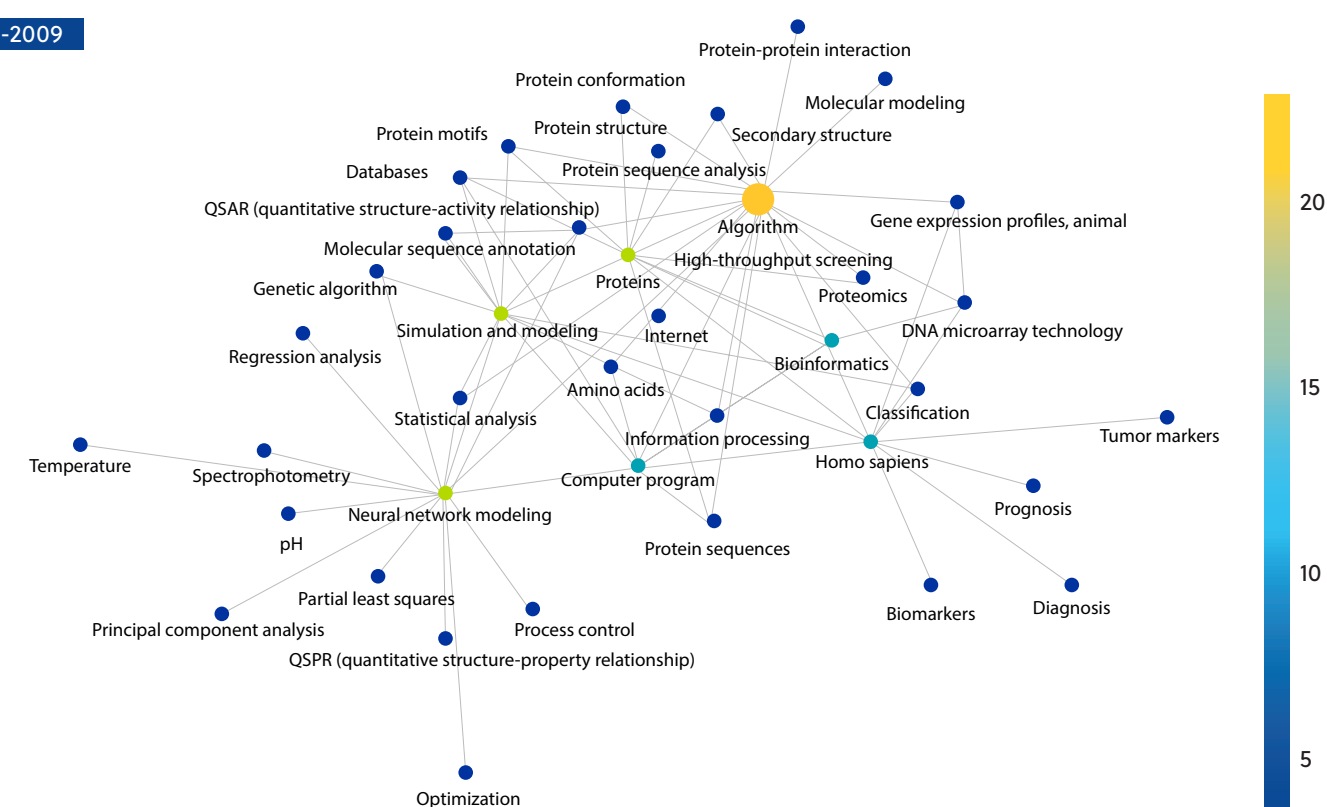 -2009
Protein-protein interaction
Protein conformation
Molecular modeling
Protein motifs
Protein structure
Secondary structure
Databases
Protein sequence analysis
QSAR (quantitative structure-activity relationship)
20
Gene expression profiles, animal
Algorithm
Molecular sequence annotation
High-throughput screening
Genetic algorithm
Proteins
Proteomics
Simulation and modeling
Internet
DNA microarray technology
Regression analysis
Bioinformatics
15
Amino acids
Statistical analysis
Classification
Information processing
Tumor markers
Temperature
Spectrophotometry
Computer program
Homo sapiens
Neural network modeling
Prognosis
pH
Protein sequences
10
Partial least squares
Biomarkers
Diagnosis
Principal component analysis
Process control
QSPR (quantitative structure-property relationship)
5
Optimization